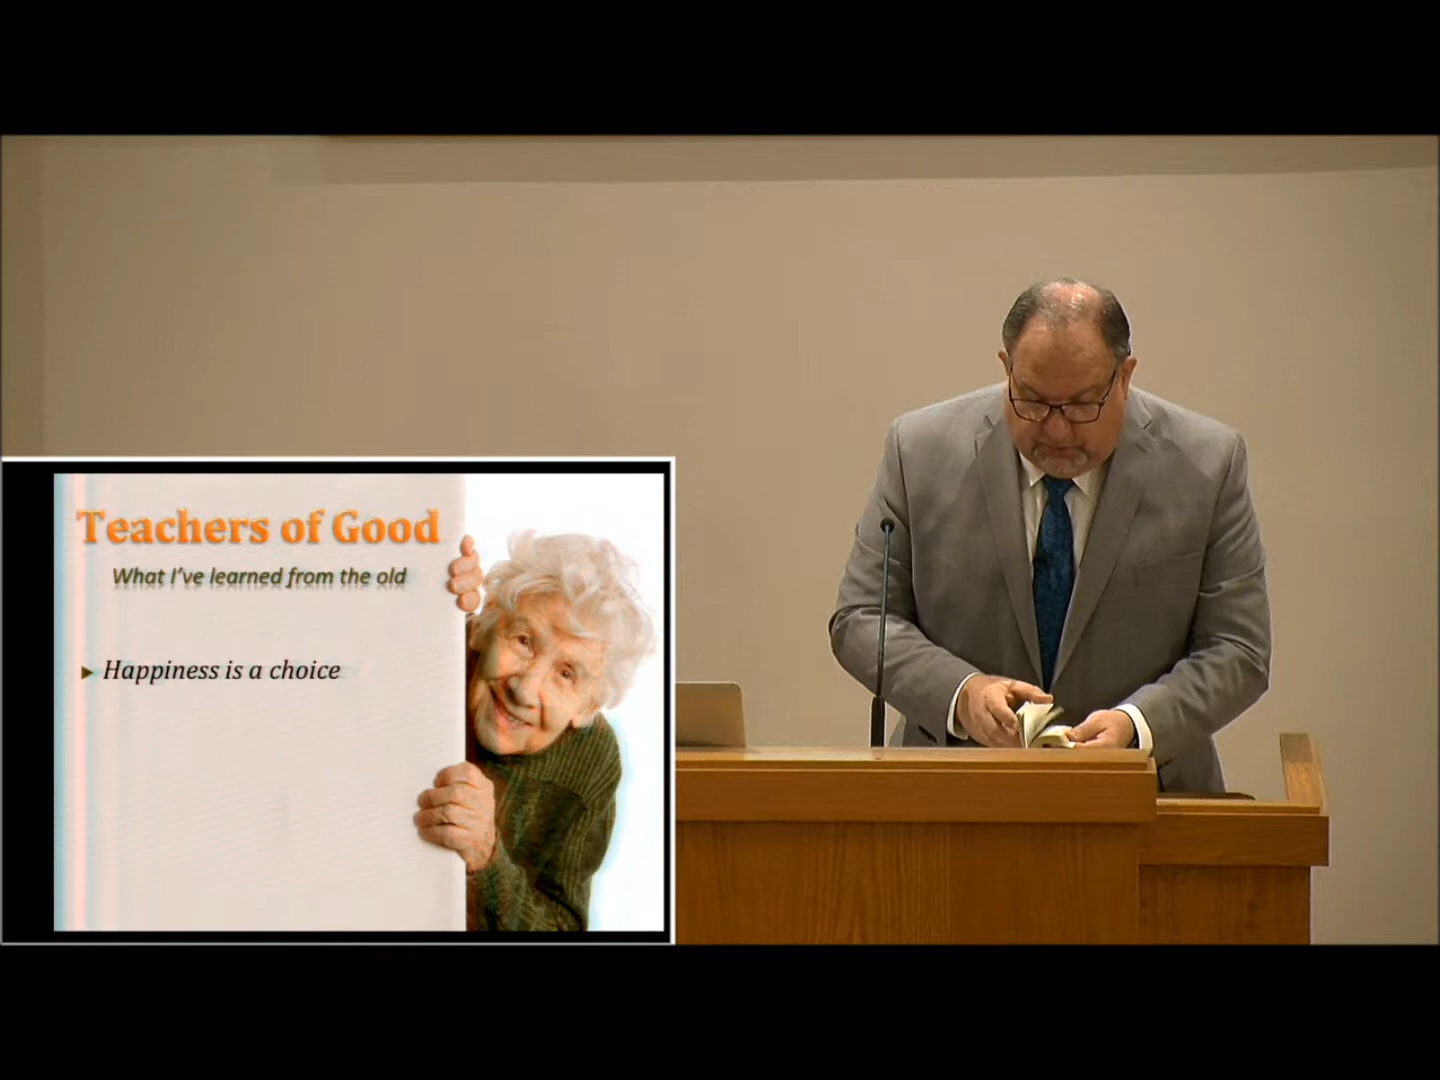 Teachers of Good
What I've learned from the old
Happiness is a choice